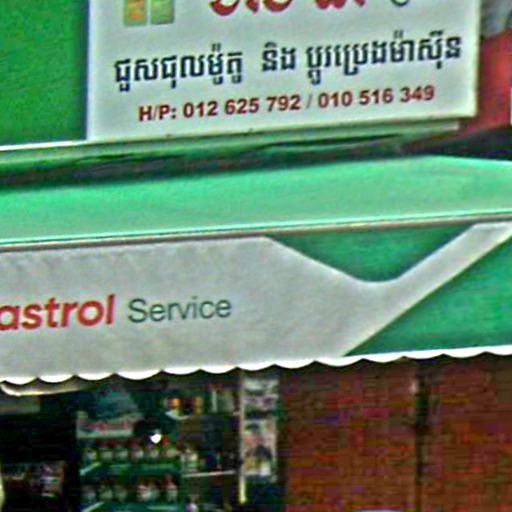 ជួសជុលម៉ូតូ និង ប្តូរប្រេងម៉ាស៊ីន
H/P: 012 625 792 / 010 516 349
astrol Service